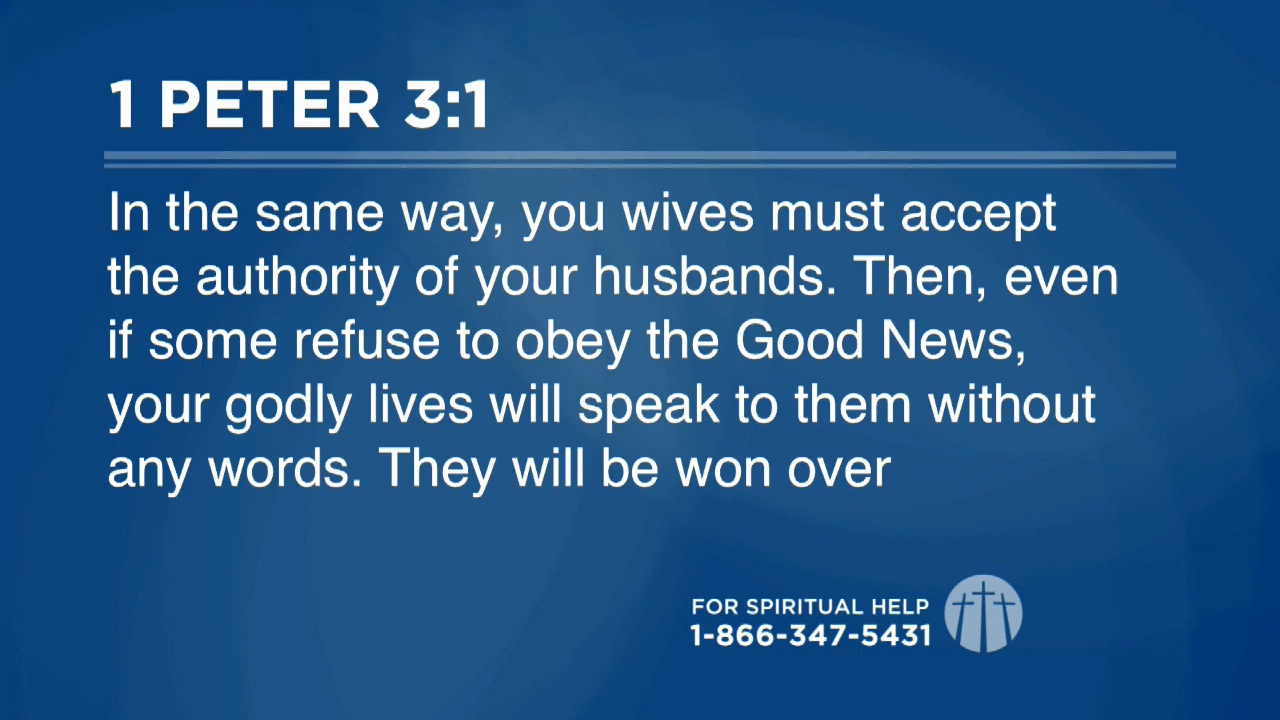 1 PETER 3:1
In the same way, you wives must accept
the authority of your husbands. Then, even
if some refuse to obey the Good News,
your godly lives will speak to them without
any words. They will be won over
FOR SPIRITUAL HELP
1-866-347-5431